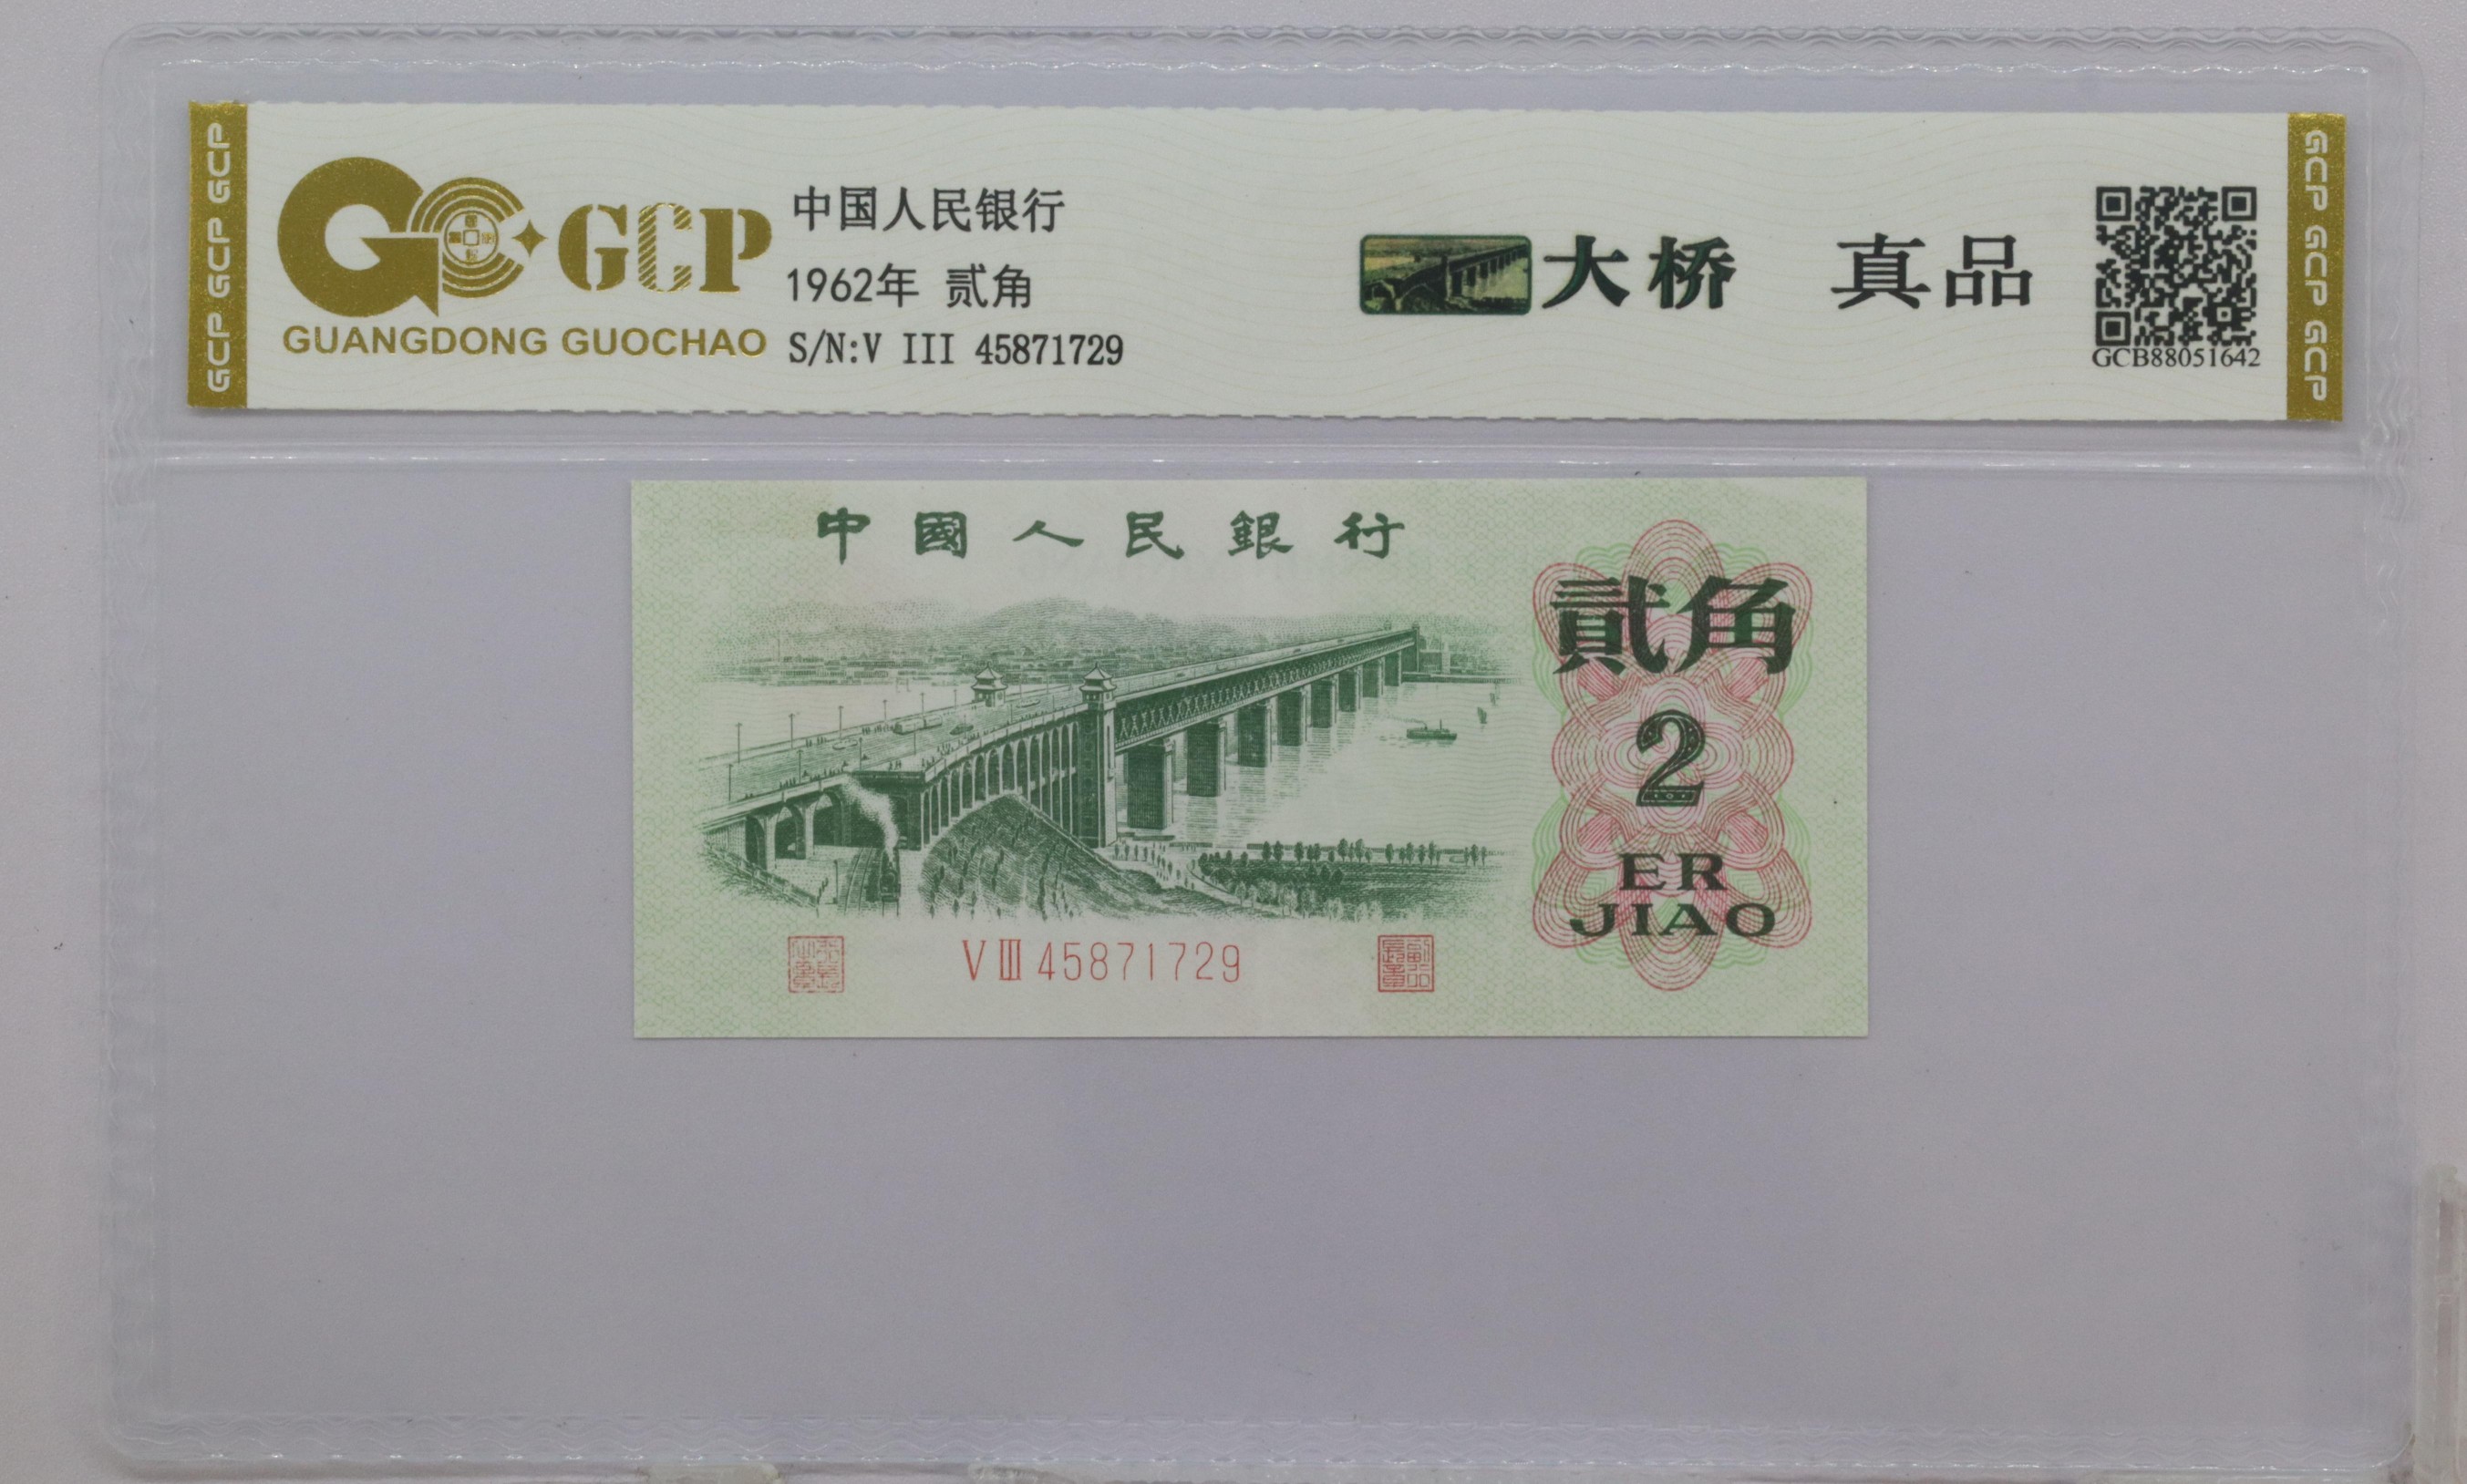 GCP GCP GCP
GCP
GUANGDONG GUOCHAO
中国人民银行
1962年 贰角
S/N:V III 45871729
大桥 真品
GCB88051642
GCP GCP GCP
中國人民銀行
貳角
2
ER
JIAO
V III 45871729